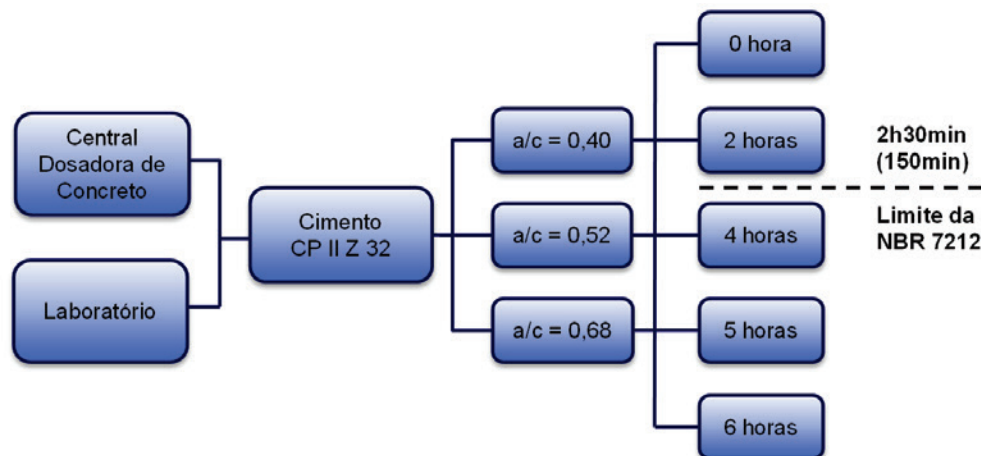 Central
Dosadora de
Concreto
Laboratório
Cimento
CP II Z 32
a/c = 0,40
a/c = 0,52
a/c = 0,68
0 hora
2 horas
4 horas
5 horas
6 horas
2h30min
(150min)
Limite da
NBR 7212